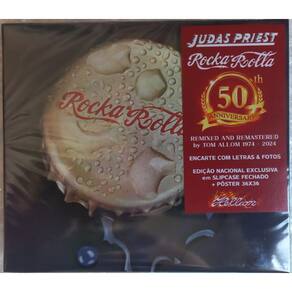 JUDAS PRIEST
Rocka Rolla
50th
ANNIVERSARY
REMIXED AND REMASTERED
by TOM ALLOM 1974 - 2024
ENCARTE COM LETRAS & FOTOS
EDIÇÃO NACIONAL EXCLUSIVA
em SLIPCASE FECHADO
+ PÔSTER 36X36
Hellion
Rocka Rolla